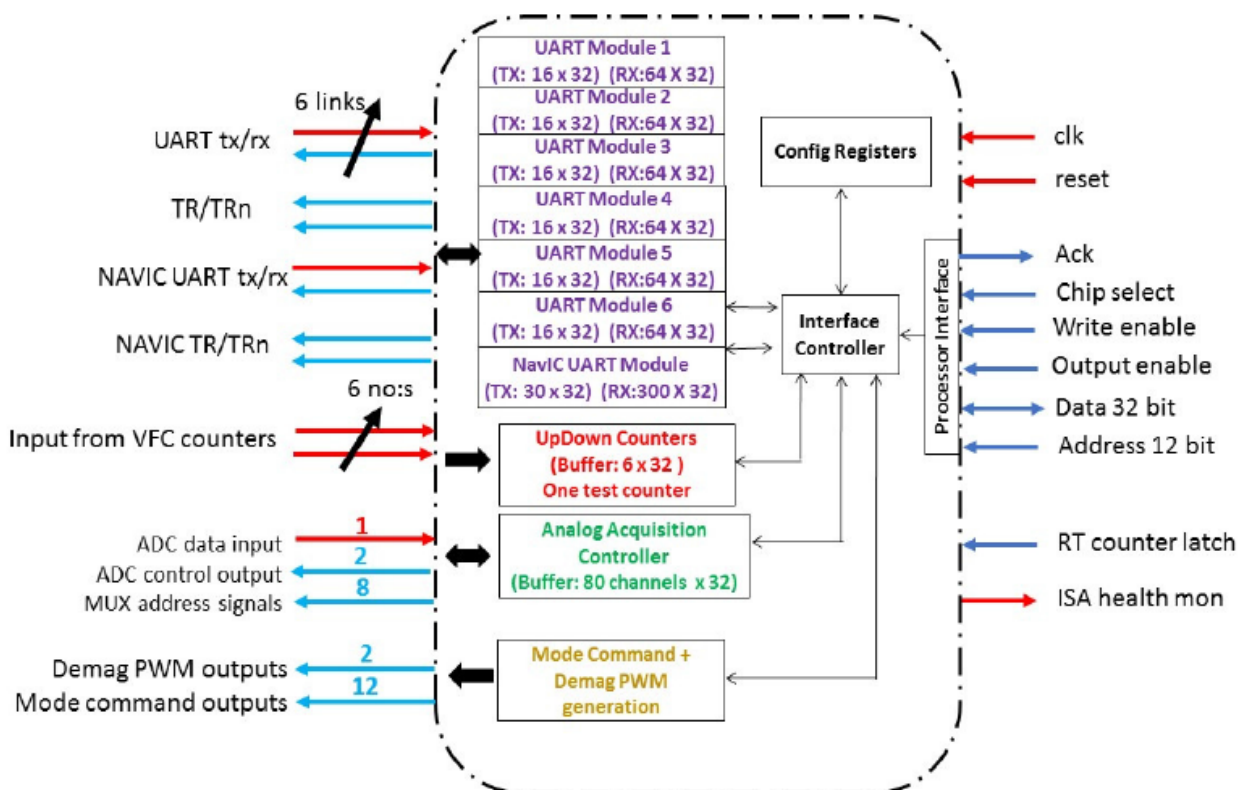 UART Module 1
(TX: 16 x 32) (RX:64 X 32)
UART Module 2
(TX: 16 x 32) (RX:64 X 32)
UART Module 3
(TX: 16 x 32) (RX:64 X 32)
UART Module 4
(TX: 16 x 32) (RX:64 X 32)
UART Module 5
(TX: 16 x 32) (RX:64 X 32)
UART Module 6
(TX: 16 x 32) (RX:64 X 32)
NavIC UART Module
(TX: 30 x 32) (RX:300 X 32)
6 links
UART tx/rx
TR/TRn
NAVIC UART tx/rx
NAVIC TR/TRn
6 no:s
Input from VFC counters
1
ADC data input
2
ADC control output
8
MUX address signals
2
Demag PWM outputs
12
Mode command outputs
UpDown Counters
(Buffer: 6 x 32 )
One test counter
Analog Acquisition
Controller
(Buffer: 80 channels x 32)
Mode Command +
Demag PWM
generation
Config Registers
Interface
Controller
Processor Interface
clk
reset
Ack
Chip select
Write enable
Output enable
Data 32 bit
Address 12 bit
RT counter latch
ISA health mon